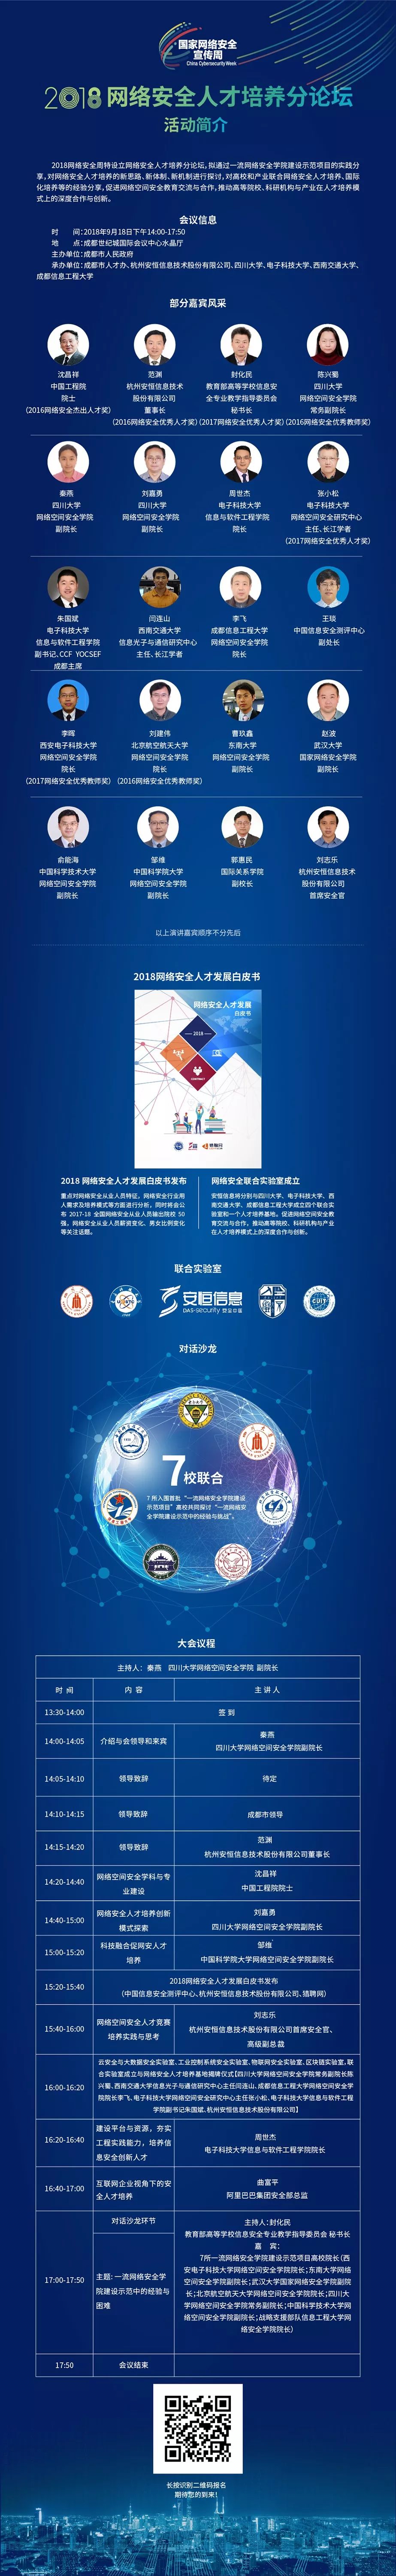 国家网络安全
宣传周
China Cybersecurity Week
2018 网络安全人才培养分论坛
活动简介
2018网络安全周特设立网络安全人才培养分论坛,拟通过一流网络安全学院建设示范项目的实践分
享,对网络安全人才培养的新思路、新体制、新机制进行探讨,对高校和产业联合网络安全人才培养、国际
化培养等的经验分享,促进网络空间安全教育交流与合作,推动高等院校、科研机构与产业在人才培养模
式上的深度合作与创新。
会议信息
时 间:2018年9月18日下午14:00-17:50
地 点:成都世纪城国际会议中心水晶厅
主办单位:成都市人民政府
承办单位:成都市人才办、杭州安恒信息技术股份有限公司、四川大学、电子科技大学、西南交通大学、
成都信息工程大学
部分嘉宾风采
沈昌祥
中国工程院
院士
(2016网络安全杰出人才奖)
范渊
杭州安恒信息技术
股份有限公司
董事长
(2016网络安全优秀人才奖)
封化民
教育部高等学校信息安
全专业教学指导委员会
秘书长
(2017网络安全优秀人才奖)
陈兴蜀
四川大学
网络空间安全学院
常务副院长
(2016网络安全优秀教师奖)
秦燕
四川大学
网络空间安全学院
副院长
刘嘉勇
四川大学
网络空间安全学院
副院长
周世杰
电子科技大学
信息与软件工程学院
院长
张小松
电子科技大学
网络空间安全研究中心
主任、长江学者
(2017网络安全优秀人才奖)
朱国斌
电子科技大学
信息与软件工程学院
副书记、CCF YOCSEF
成都主席
闫连山
西南交通大学
信息光子与通信研究中心
主任、长江学者
李飞
成都信息工程大学
网络空间安全学院
院长
王琰
中国信息安全测评中心
副处长
李晖
西安电子科技大学
网络空间安全学院
院长
(2017网络安全优秀教师奖)
刘建伟
北京航空航天大学
网络空间安全学院
院长
(2016网络安全优秀教师奖)
曹玖鑫
东南大学
网络空间安全学院
副院长
赵波
武汉大学
国家网络安全学院
副院长
俞能海
中国科学技术大学
网络空间安全学院
副院长
邹维
中国科学院大学
网络空间安全学院
副院长
郭惠民
国际关系学院
副校长
刘志乐
杭州安恒信息技术
股份有限公司
首席安全官
以上演讲嘉宾顺序不分先后
2018网络安全人才发展白皮书
网络安全人才发展
白皮书
2018
CONTRACT
2018 网络安全人才发展白皮书发布
重点对网络安全从业人员特征,网络安全行业用
人需求及培养模式等方面进行分析,同时将会公
布 2017-18 全国网络安全从业人员输出院校 50
强,网络安全从业人员薪资变化、男女比例变化
等关注话题。
网络安全联合实验室成立
安恒信息将分别与四川大学、电子科技大学、西
南交通大学、成都信息工程大学成立四个联合实
验室和一个人才培养基地。促进网络空间安全教
育交流与合作,推动高等院校、科研机构与产业
在人才培养模式上的深度合作与创新。
联合实验室
安恒信息
DAS-security
对话沙龙
7校联合
7 所入围首批“一流网络安全学院建设
示范项目”高校共同探讨“一流网络安
全学院建设示范中的经验与挑战”。
大会议程
主持人:秦燕 四川大学网络空间安全学院 副院长
时 间 内 容 主 讲 人
13:30-14:00 签 到
14:00-14:05 介绍与会领导和来宾 秦燕
四川大学网络空间安全学院副院长
14:05-14:10 领导致辞 待定
14:10-14:15 领导致辞 成都市领导
14:15-14:20 领导致辞 范渊
杭州安恒信息技术股份有限公司董事长
14:20-14:40 网络空间安全学科与专
业建设 沈昌祥
中国工程院院士
14:40-15:00 网络安全人才培养创新
模式探索 刘嘉勇
四川大学网络空间安全学院副院长
15:00-15:20 科技融合促网安人才
培养 邹维
中国科学院大学网络空间安全学院副院长
15:20-15:40 2018网络安全人才发展白皮书发布
(中国信息安全测评中心、杭州安恒信息技术股份有限公司、猎聘网)
15:40-16:00 网络空间安全人才竞赛
培养实践与思考 刘志乐
杭州安恒信息技术股份有限公司首席安全官、
高级副总裁
16:00-16:20 云安全与大数据安全实验室、工业控制系统安全实验室、物联网安全实验室、区块链实验室,联
合实验室成立与网络安全人才培养基地揭牌仪式【四川大学网络空间安全学院常务副院长陈
兴蜀、西南交通大学信息光子与通信研究中心主任闫连山、成都信息工程大学网络空间安全学
院院长李飞、电子科技大学网络空间安全研究中心主任张小松、电子科技大学信息与软件工程
学院副书记朱国斌、杭州安恒信息技术股份有限公司】
16:20-16:40 建设平台与资源,夯实
工程实践能力,培养信
息安全创新人才 周世杰
电子科技大学信息与软件工程学院院长
16:40-17:00 互联网企业视角下的安
全人才培养 曲富平
阿里巴巴集团安全部总监
17:00-17:50 对话沙龙环节
主题:一流网络安全学
院建设示范中的经验与
困难
主持人:封化民
教育部高等学校信息安全专业教学指导委员会 秘书长
嘉 宾:
7所一流网络安全学院建设示范项目高校院长(西
安电子科技大学网络空间安全学院院长;东南大学网络
空间安全学院副院长;武汉大学国家网络安全学院副院
长;北京航空航天大学网络空间安全学院院长;四川大
学网络空间安全学院常务副院长;中国科学技术大学网
络空间安全学院副院长;战略支援部队信息工程大学网
络空间安全学院院长)
17:50 会议结束
长按识别二维码报名
期待您的到来!